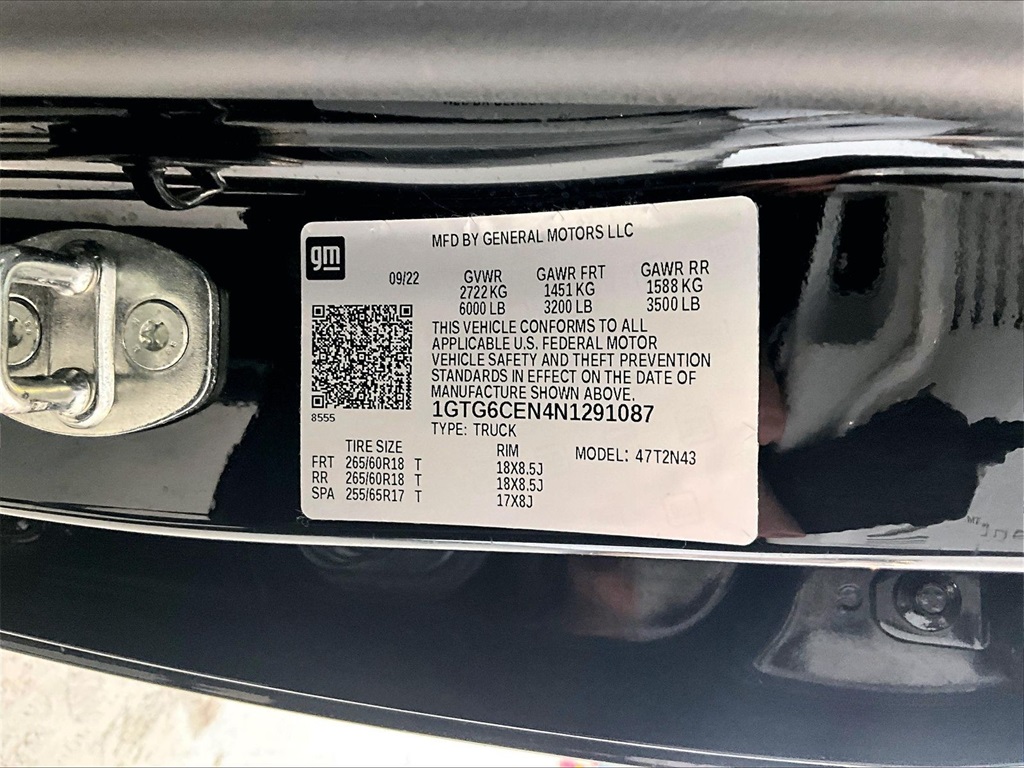 gm
MFD BY GENERAL MOTORS LLC
09/22 GVWR GAWR FRT GAWR RR
2722 KG 1451 KG 1588 KG
6000 LB 3200 LB 3500 LB
THIS VEHICLE CONFORMS TO ALL
APPLICABLE U.S. FEDERAL MOTOR
VEHICLE SAFETY AND THEFT PREVENTION
STANDARDS IN EFFECT ON THE DATE OF
MANUFACTURE SHOWN ABOVE.
1GTG6CEN4N1291087
8555
TYPE: TRUCK
TIRE SIZE RIM MODEL: 47T2N43
FRT 265/60R18 T 18X8.5J
RR 265/60R18 T 18X8.5J
SPA 255/65R17 T 17X8J